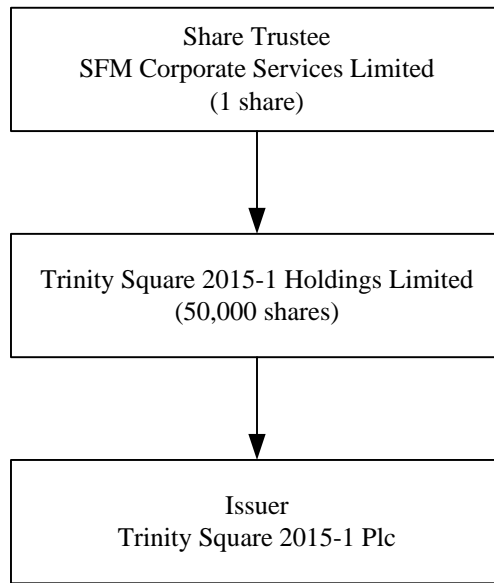 Share Trustee
SFM Corporate Services Limited
(1 share)
Trinity Square 2015-1 Holdings Limited
(50,000 shares)
Issuer
Trinity Square 2015-1 Plc